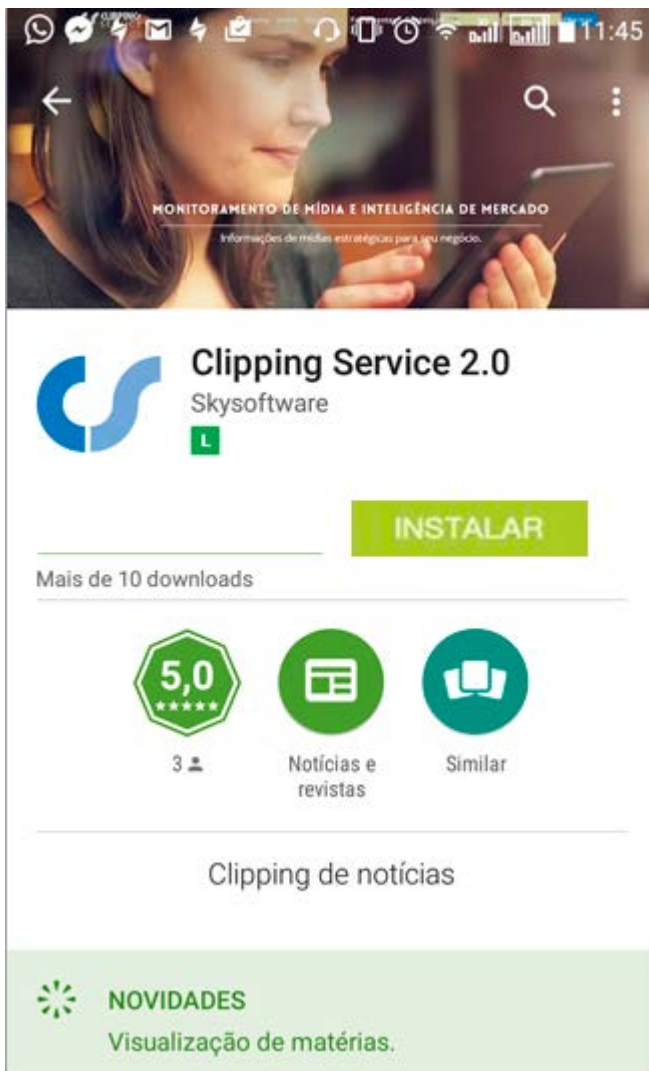 11:45
MONITORAMENTO DE MÍDIA E INTELIGÊNCIA DE MERCADO
Informações de mídias estratégicas para seu negócio.
Clipping Service 2.0
Skysoftware
L
INSTALAR
Mais de 10 downloads
5,0
3
Notícias e
revistas
Similar
Clipping de notícias
NOVIDADES
Visualização de matérias.